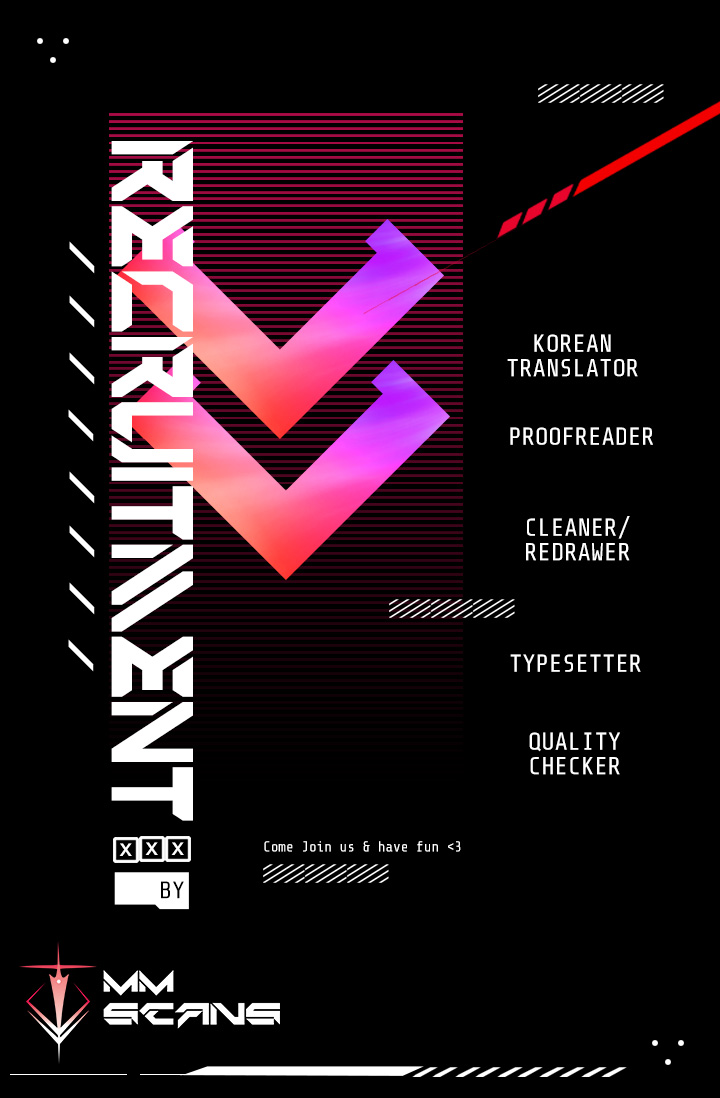 RECRUITMENT
KOREAN
TRANSLATOR
PROOFREADER
CLEANER/
REDRAWER
TYPESETTER
QUALITY
CHECKER
XXX
Come Join us & have fun <3
BY
MM
SCANS